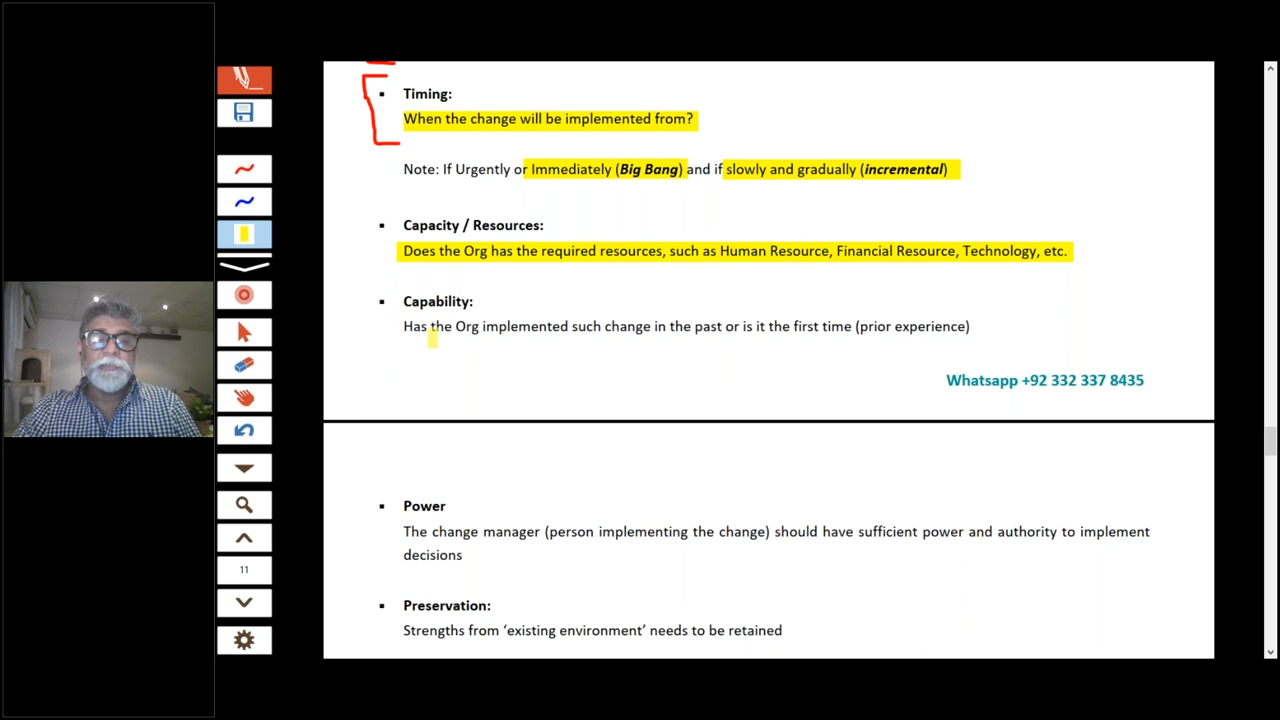 Timing:
When the change will be implemented from?
Note: If Urgently or Immediately (Big Bang) and if slowly and gradually (incremental)
Capacity / Resources:
Does the Org has the required resources, such as Human Resource, Financial Resource, Technology, etc.
Capability:
Has the Org implemented such change in the past or is it the first time (prior experience)
Whatsapp +92 332 337 8435
11
Power
The change manager (person implementing the change) should have sufficient power and authority to implement
decisions
Preservation:
Strengths from ‘existing environment’ needs to be retained